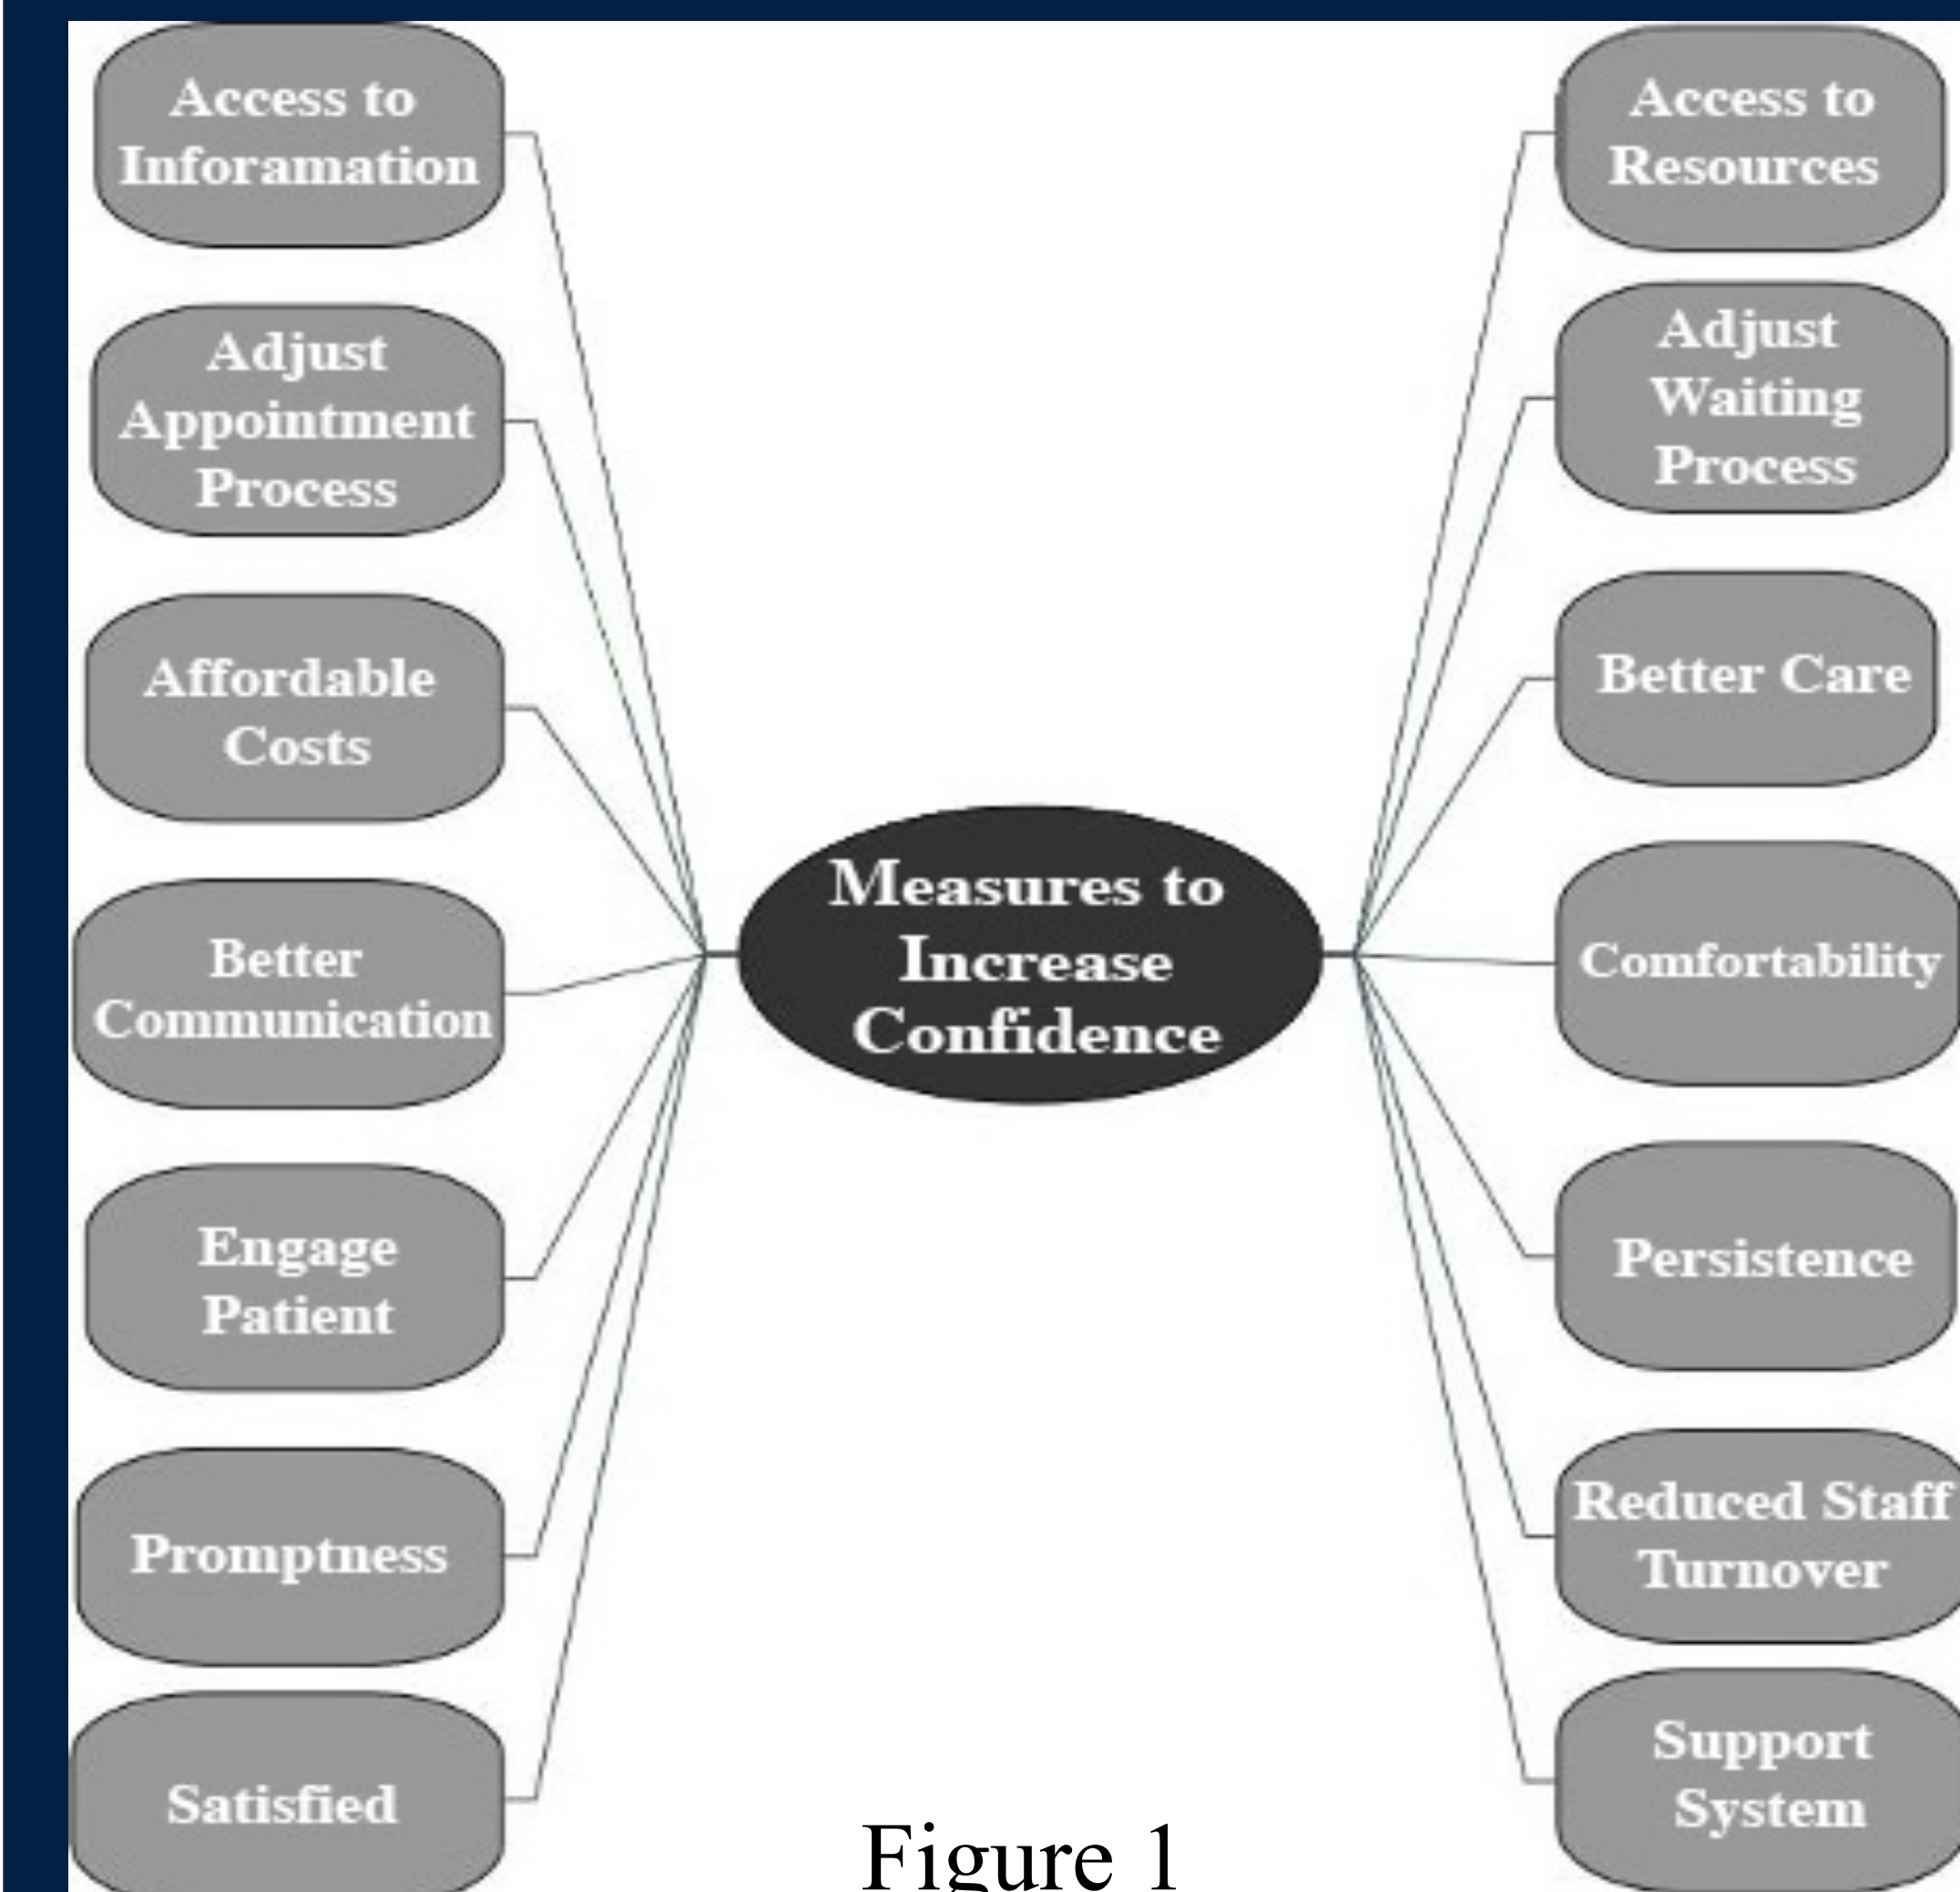 Access to
Inforamation
Adjust
Appointment
Process
Affordable
Costs
Better
Communication
Engage
Patient
Promptness
Satisfied
Measures to
Increase
Confidence
Access to
Resources
Adjust
Waiting
Process
Better Care
Comfortability
Persistence
Reduced Staff
Turnover
Support
System
Figure 1